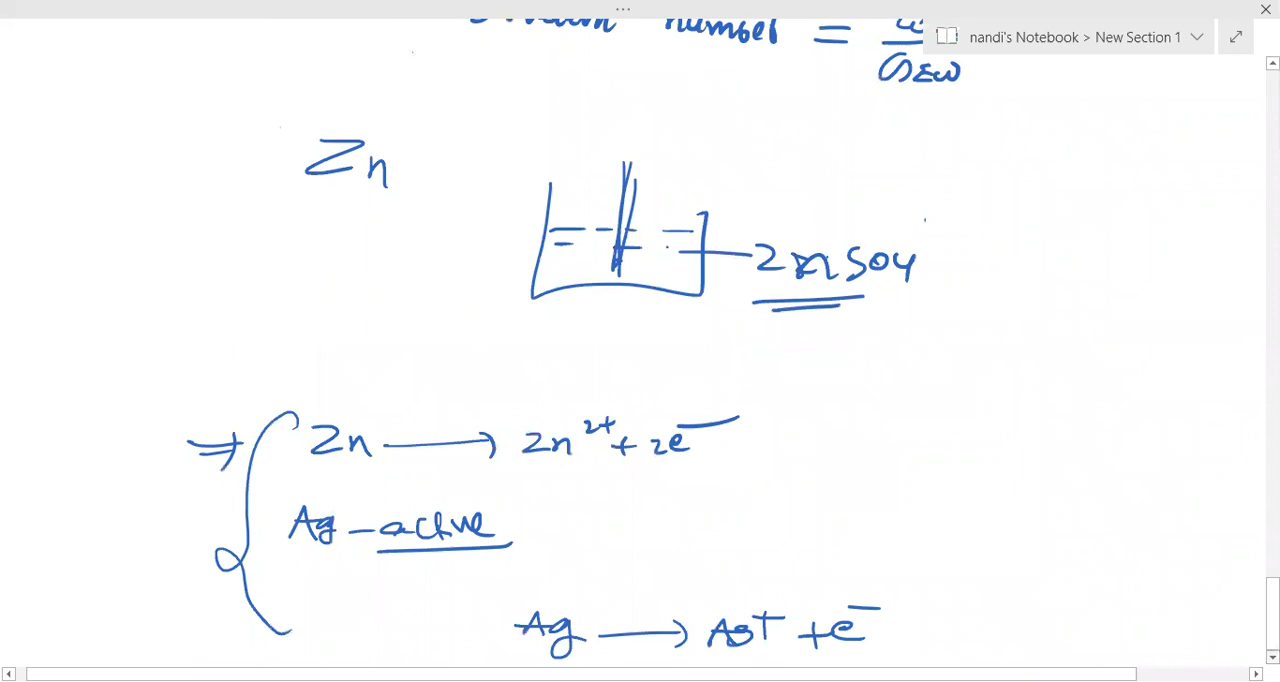 nandi's Notebook > New Section 1
number =
Zn
ZnSO4
⇒ Zn → Zn²⁺ + 2e⁻
Ag - active
Ag → Ag+ + e⁻